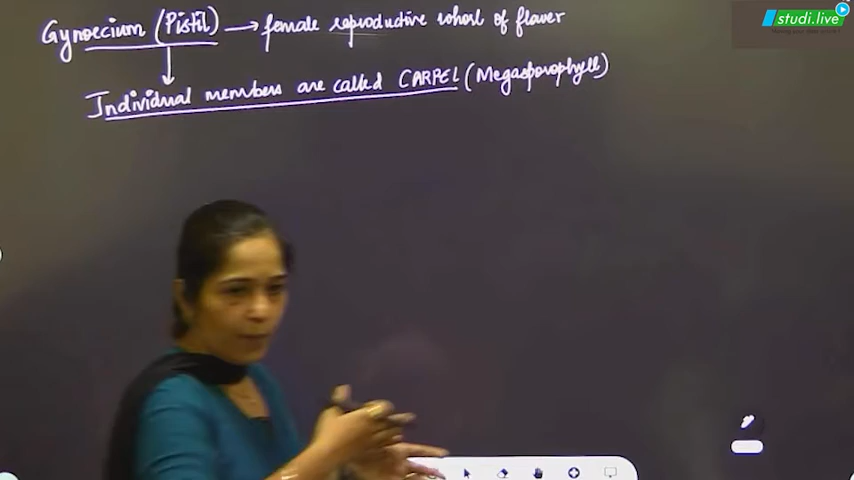 studi.live
Gynoecium (Pistil) → female reproductive whorl of flower
Individual members are called CARPEL (Megasporophyll)